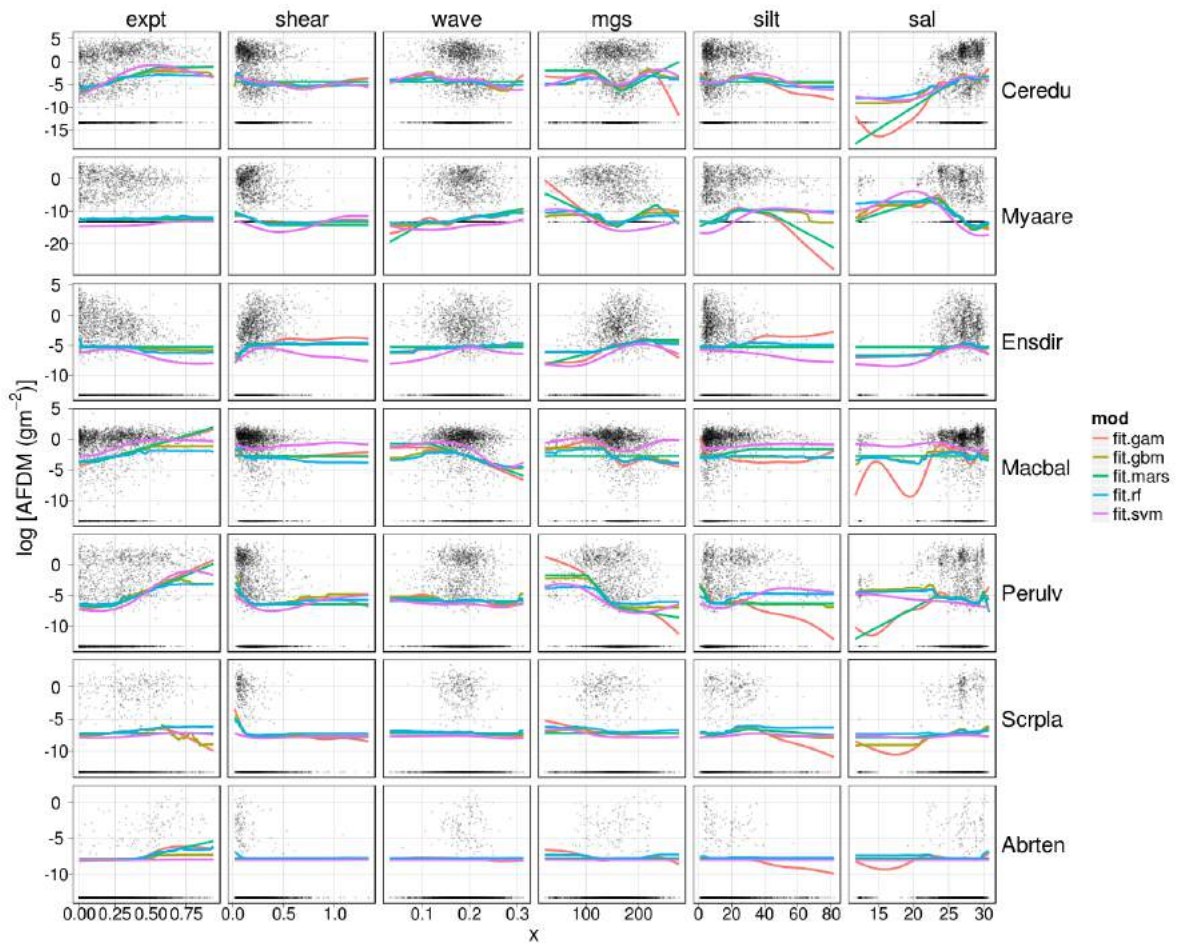 expt shear wave mgs silt sal
5
0
-5
-10
-15
Ceredu
0
-10
-20
Myaare
5
0
-5
-10
Ensdir
5
0
-5
-10
Macbal
0
-5
-10
Perulv
0
-5
-10
Scrpla
0
-5
-10
Abrten
log [AFDM (gm⁻²)]
0.00 0.25 0.50 0.75 0.0 0.5 1.0 0.1 0.2 0.3 100 200 0 20 40 60 80 15 20 25 30
x
mod
fit.gam
fit.gbm
fit.mars
fit.rf
fit.svm